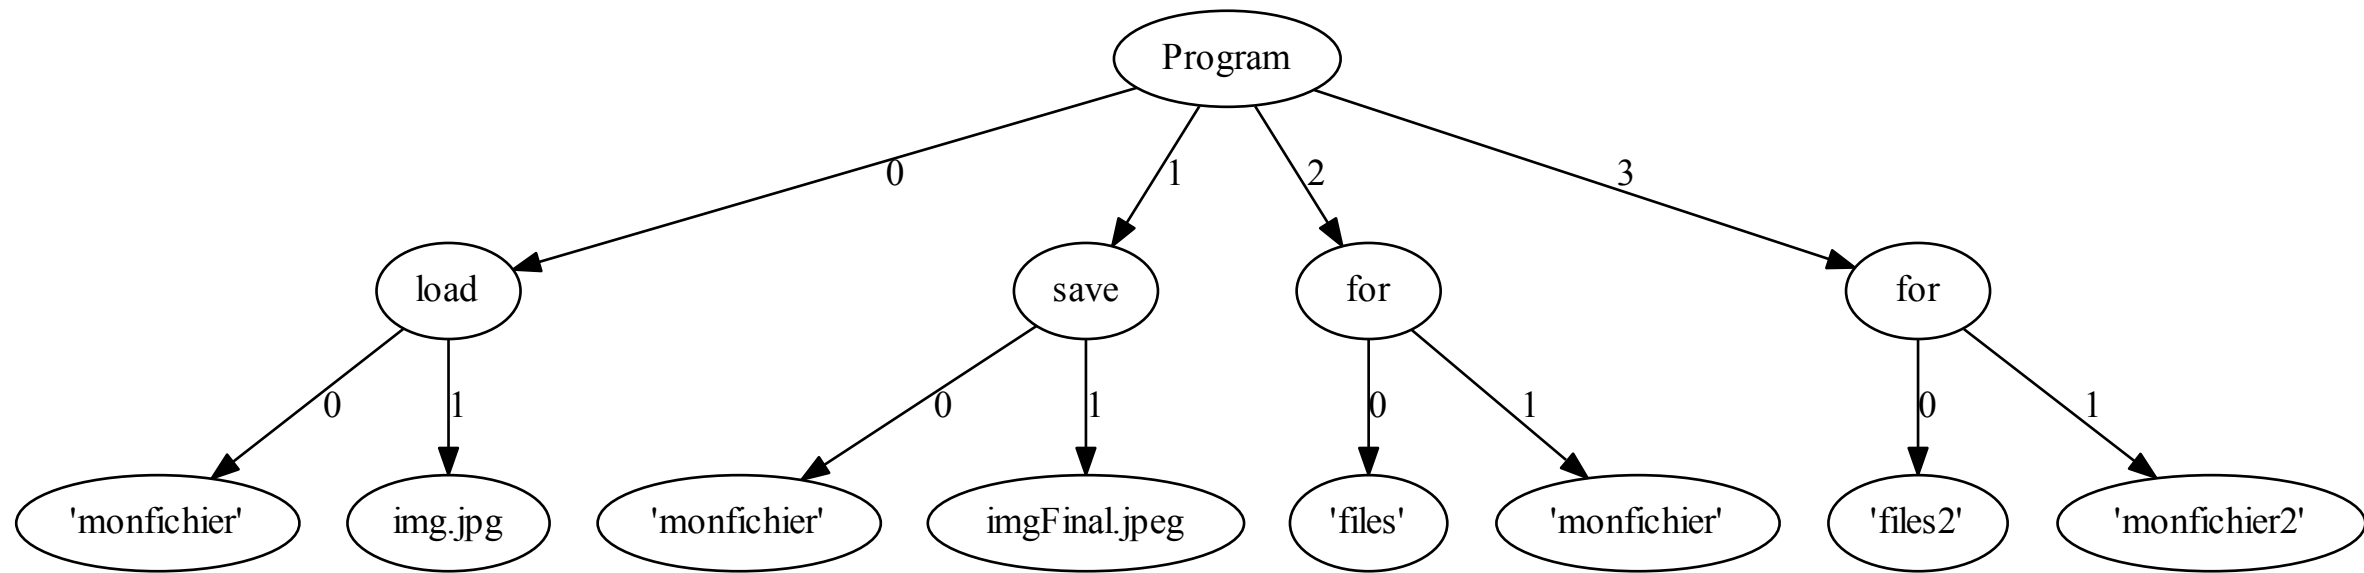 Program
0
1
2
3
load
save
for
for
0
1
0
1
0
1
0
1
'monfichier'
img.jpg
'monfichier'
imgFinal.jpeg
'files'
'monfichier'
'files2'
'monfichier2'